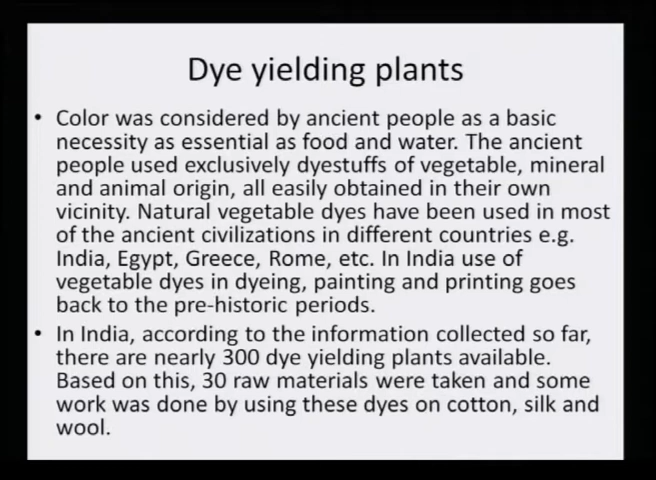 Dye yielding plants
• Color was considered by ancient people as a basic
necessity as essential as food and water. The ancient
people used exclusively dyestuffs of vegetable, mineral
and animal origin, all easily obtained in their own
vicinity. Natural vegetable dyes have been used in most
of the ancient civilizations in different countries e.g.
India, Egypt, Greece, Rome, etc. In India use of
vegetable dyes in dyeing, painting and printing goes
back to the pre-historic periods.
• In India, according to the information collected so far,
there are nearly 300 dye yielding plants available.
Based on this, 30 raw materials were taken and some
work was done by using these dyes on cotton, silk and
wool.